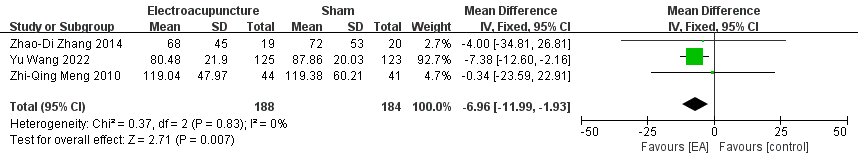 Electroacupuncture Sham Mean Difference Mean Difference
Study or Subgroup Mean SD Total Mean SD Total Weight IV, Fixed, 95% CI IV, Fixed, 95% CI
Zhao-Di Zhang 2014 68 45 19 72 53 20 2.7% -4.00 [-34.81, 26.81]
Yu Wang 2022 80.48 21.9 125 87.86 20.03 123 92.7% -7.38 [-12.60, -2.16]
Zhi-Qing Meng 2010 119.04 47.97 44 119.38 60.21 41 4.7% -0.34 [-23.59, 22.91]
Total (95% CI) 188 184 100.0% -6.96 [-11.99, -1.93]
Heterogeneity: Chi² = 0.37, df = 2 (P = 0.83); I² = 0%
Test for overall effect: Z = 2.71 (P = 0.007)
-50 -25 0 25 50
Favours [EA] Favours [control]